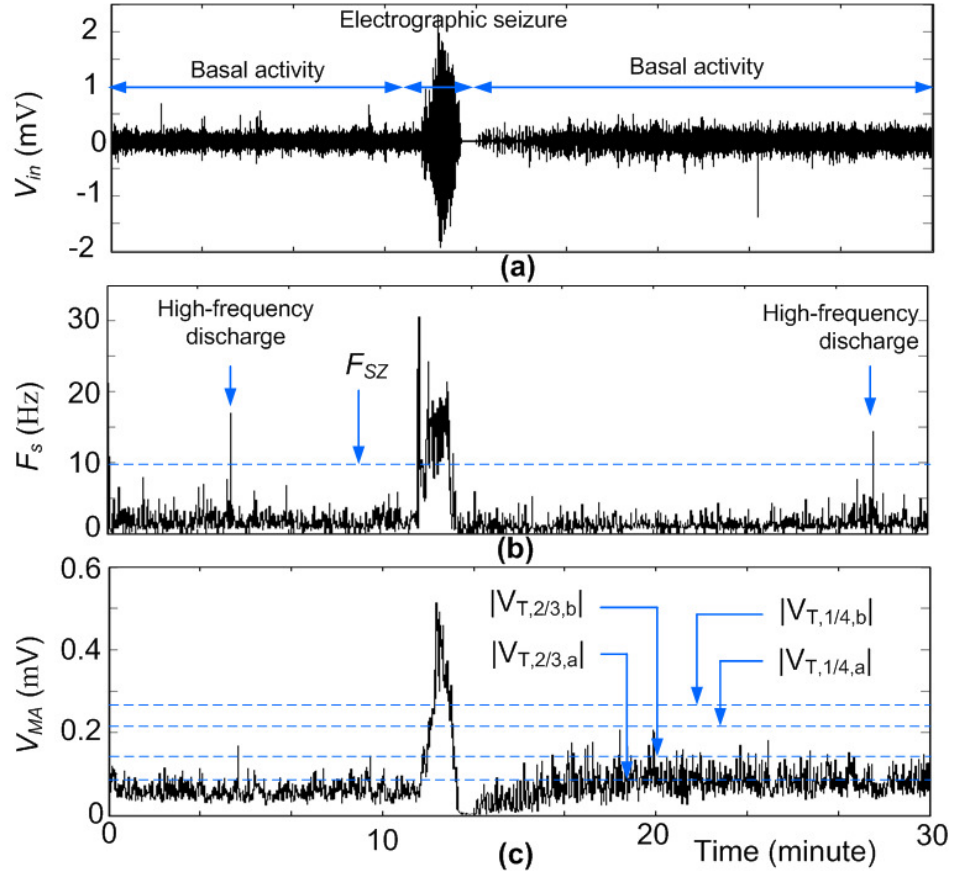 Electrographic seizure
Basal activity
Basal activity
V_in (mV)
2
1
0
-1
-2
(a)
High-frequency
discharge
F_SZ
High-frequency
discharge
F_s (Hz)
30
20
10
0
(b)
V_MA (mV)
0.6
0.4
0.2
0
|V_T,2/3,b|
|V_T,2/3,a|
|V_T,1/4,b|
|V_T,1/4,a|
0
10
20
30
Time (minute)
(c)